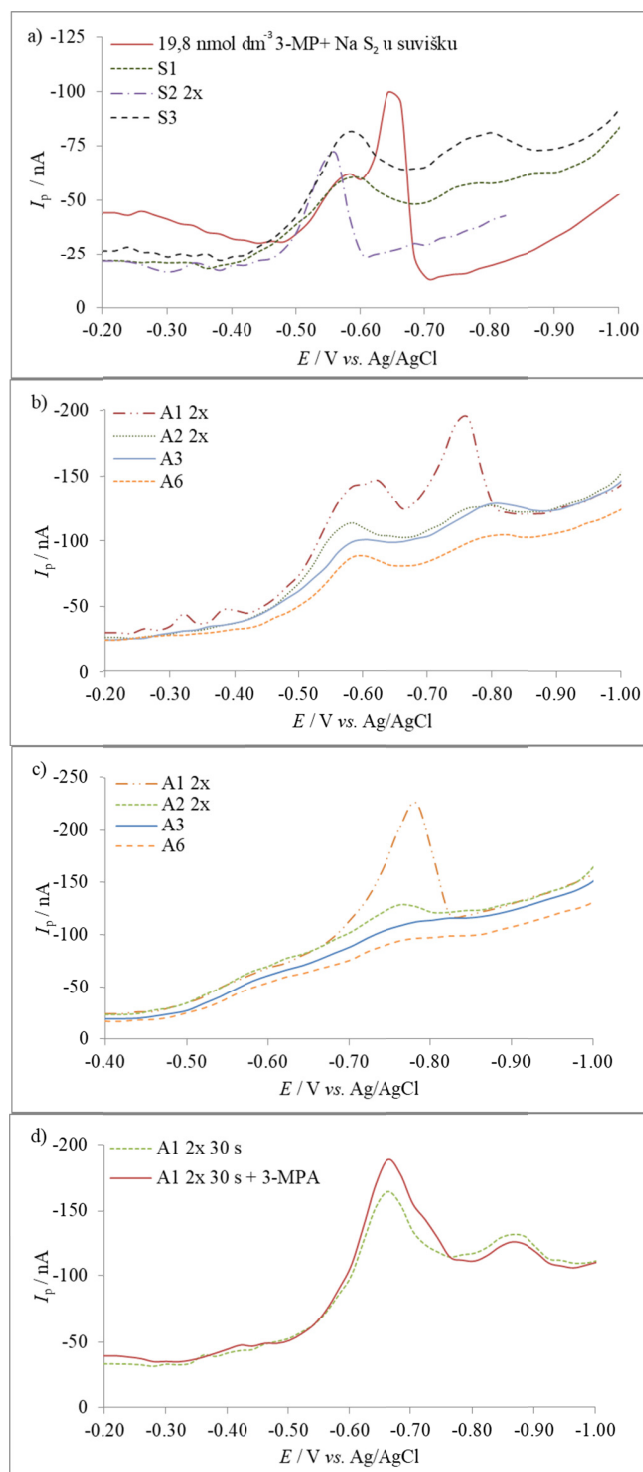 a)
-125
-100
-75
-50
-25
0
Iₚ / nA
19,8 nmol dm⁻³ 3-MP+ Na S₂ u suvišku
S1
S2 2x
S3
-0.20 -0.30 -0.40 -0.50 -0.60 -0.70 -0.80 -0.90 -1.00
E / V vs. Ag/AgCl
b)
-200
-150
-100
-50
0
Iₚ / nA
A1 2x
A2 2x
A3
A6
-0.20 -0.30 -0.40 -0.50 -0.60 -0.70 -0.80 -0.90 -1.00
E / V vs. Ag/AgCl
c)
-250
-200
-150
-100
-50
0
Iₚ / nA
A1 2x
A2 2x
A3
A6
-0.40 -0.50 -0.60 -0.70 -0.80 -0.90 -1.00
E / V vs. Ag/AgCl
d)
-200
-150
-100
-50
0
Iₚ / nA
A1 2x 30 s
A1 2x 30 s + 3-MPA
-0.20 -0.30 -0.40 -0.50 -0.60 -0.70 -0.80 -0.90 -1.00
E / V vs. Ag/AgCl